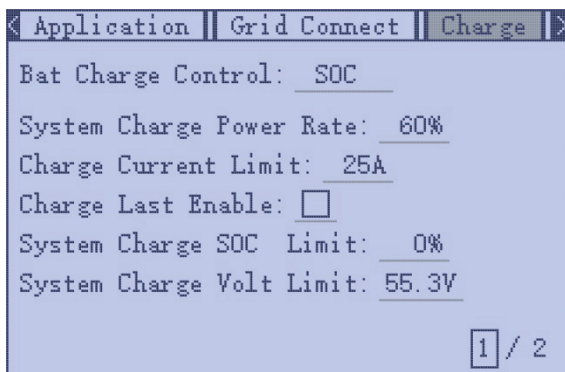 Application Grid Connect Charge
Bat Charge Control: SOC
System Charge Power Rate: 60%
Charge Current Limit: 25A
Charge Last Enable:
System Charge SOC Limit: 0%
System Charge Volt Limit: 55.3V
1 / 2